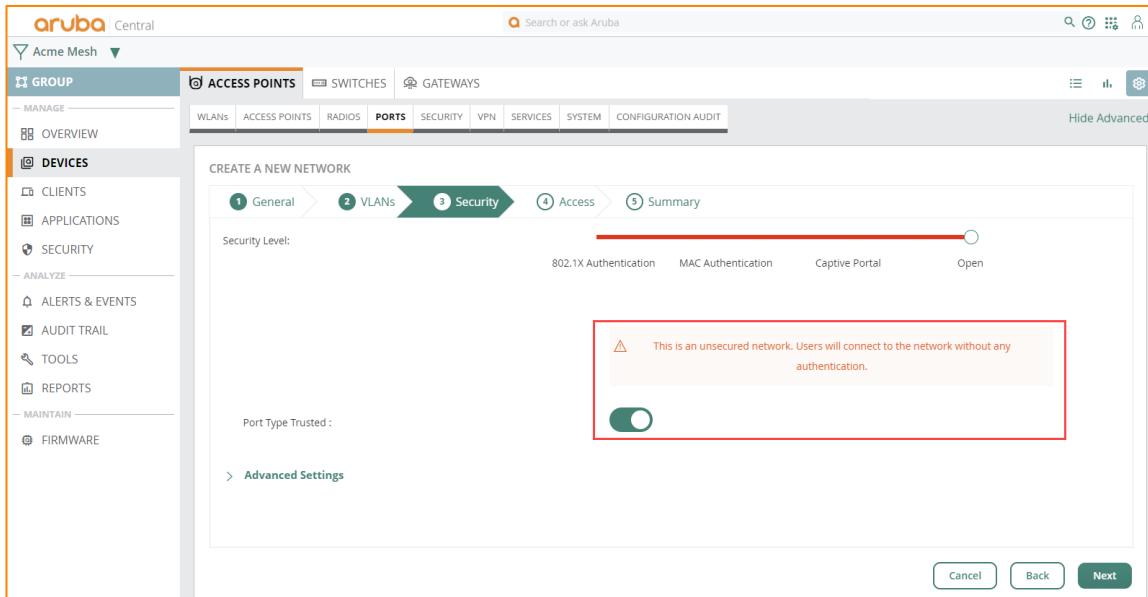 aruba Central
Search or ask Aruba
Acme Mesh
GROUP
ACCESS POINTS SWITCHES GATEWAYS
MANAGE
WLANs ACCESS POINTS RADIOS PORTS SECURITY VPN SERVICES SYSTEM CONFIGURATION AUDIT
Hide Advanced
OVERVIEW
DEVICES
CLIENTS
APPLICATIONS
SECURITY
ANALYZE
ALERTS & EVENTS
AUDIT TRAIL
TOOLS
REPORTS
MAINTAIN
FIRMWARE
CREATE A NEW NETWORK
1 General 2 VLANs 3 Security 4 Access 5 Summary
Security Level:
802.1X Authentication MAC Authentication Captive Portal Open
This is an unsecured network. Users will connect to the network without any
authentication.
Port Type Trusted :
Advanced Settings
Cancel Back Next